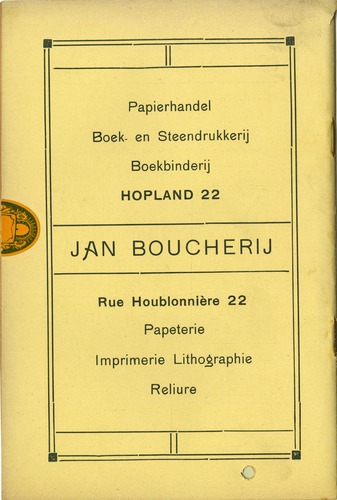 Papierhandel
Boek- en Steendrukkerij
Boekbinderij
HOPLAND 22
JAN BOUCHERIJ
Rue Houblonnière 22
Papeterie
Imprimerie Lithographie
Reliure